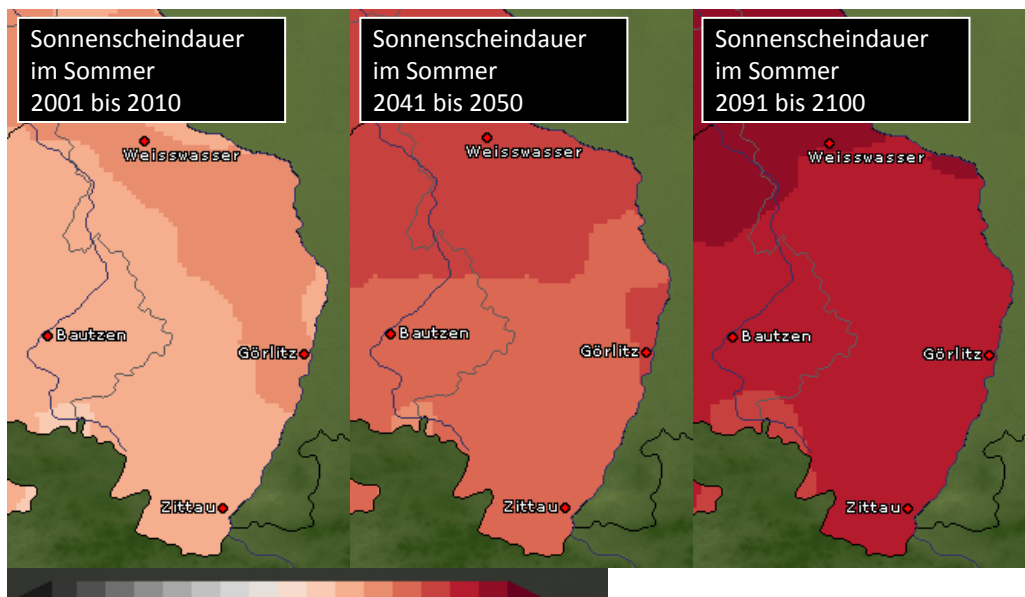 Sonnenscheindauer
im Sommer
2001 bis 2010
Weisswasser
Bautzen
Görlitz
Zittau
Sonnenscheindauer
im Sommer
2041 bis 2050
Weisswasser
Bautzen
Görlitz
Zittau
Sonnenscheindauer
im Sommer
2091 bis 2100
Weisswasser
Bautzen
Görlitz
Zittau